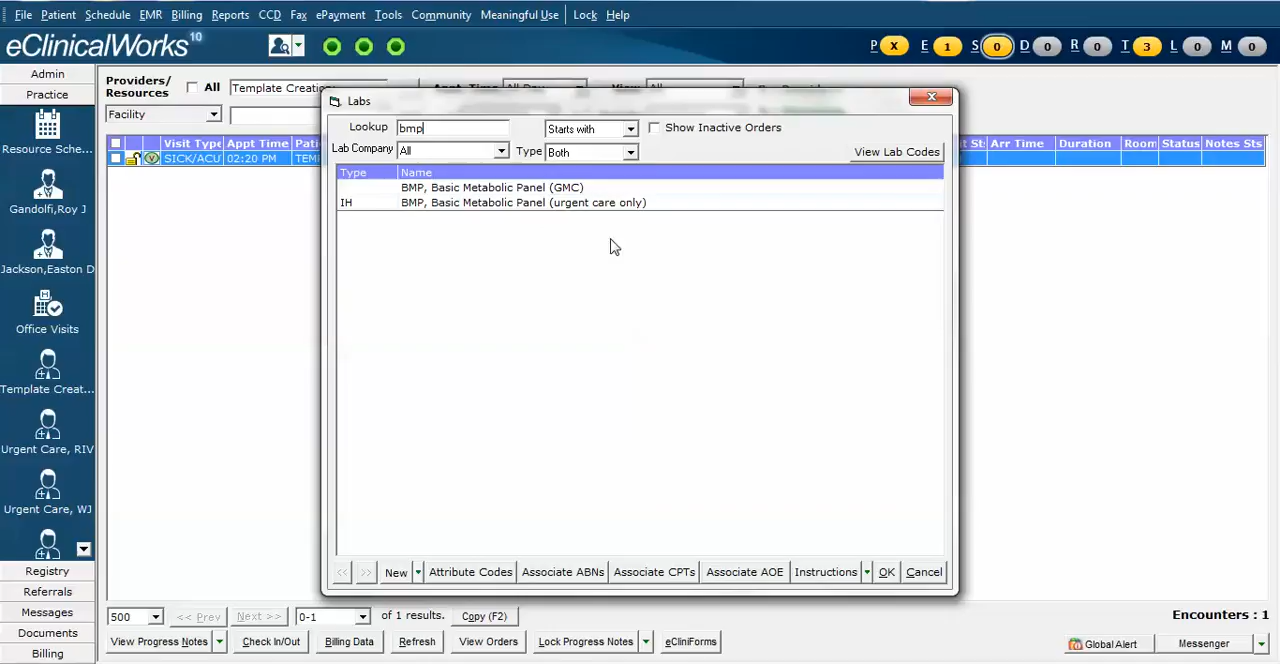 File Patient Schedule EMR Billing Reports CCD Fax ePayment Tools Community Meaningful Use Lock Help
eClinicalWorks 10
P X E 1 S 0 D 0 R 0 T 3 L 0 M 0
Admin
Practice
Resource Sche...
Gandolfi,Roy J
Jackson,Easton D
Office Visits
Template Creat...
Urgent Care, RIV
Urgent Care, WJ
Registry
Referrals
Messages
Documents
Billing
Providers/
Resources
All
Template Creation
Facility
Visit Type Appt Time
SICK/ACU 02:20 PM
Arr Time Duration Room Status Notes Sts
Labs
Lookup bmp Starts with Show Inactive Orders
Lab Company All Type Both View Lab Codes
Type Name
BMP, Basic Metabolic Panel (GMC)
IH BMP, Basic Metabolic Panel (urgent care only)
<< >> New Attribute Codes Associate ABNs Associate CPTs Associate AOE Instructions OK Cancel
500 << Prev Next >> 0-1 of 1 results. Copy (F2) Encounters : 1
View Progress Notes Check In/Out Billing Data Refresh View Orders Lock Progress Notes eCliniForms Global Alert Messenger